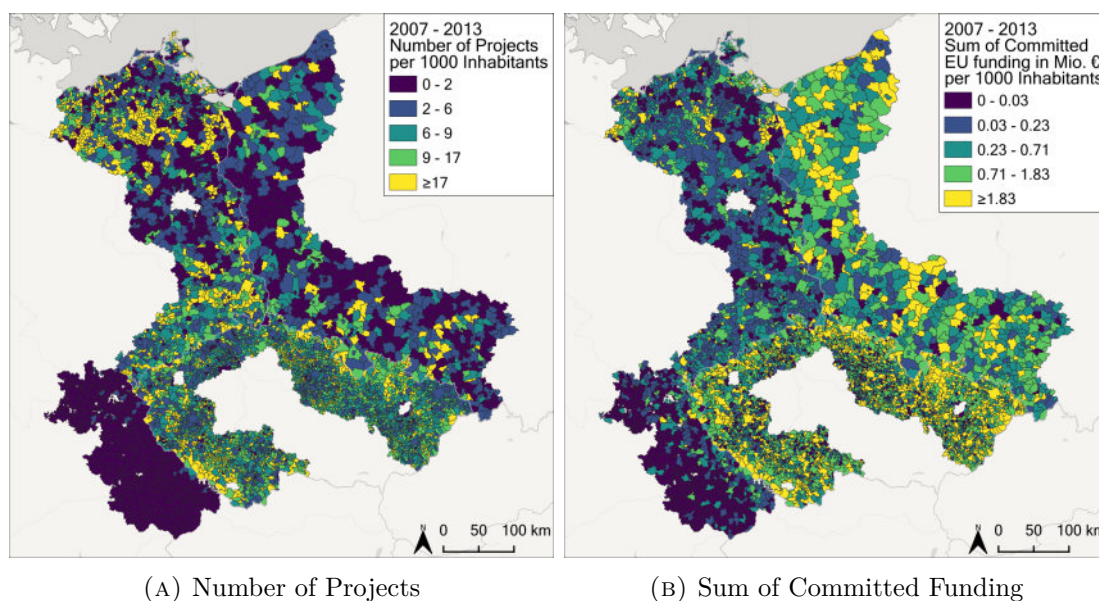 2007 - 2013
Number of Projects
per 1000 Inhabitants
0 - 2
2 - 6
6 - 9
9 - 17
≥17
N 0 50 100 km
2007 - 2013
Sum of Committed
EU funding in Mio. €
per 1000 Inhabitants
0 - 0.03
0.03 - 0.23
0.23 - 0.71
0.71 - 1.83
≥1.83
N 0 50 100 km
(A) Number of Projects
(B) Sum of Committed Funding